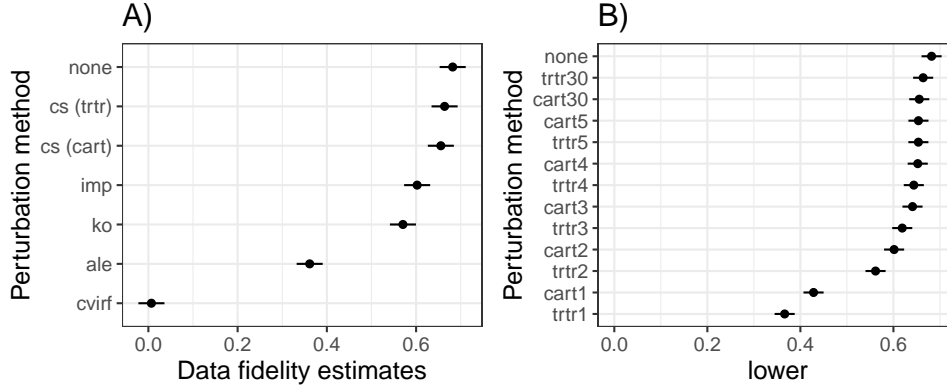 A)
Perturbation method
none
cs (trtr)
cs (cart)
imp
ko
ale
cvirf
0.0 0.2 0.4 0.6
Data fidelity estimates
B)
Perturbation method
none
trtr30
cart30
cart5
trtr5
cart4
trtr4
cart3
trtr3
cart2
trtr2
cart1
trtr1
0.0 0.2 0.4 0.6
lower